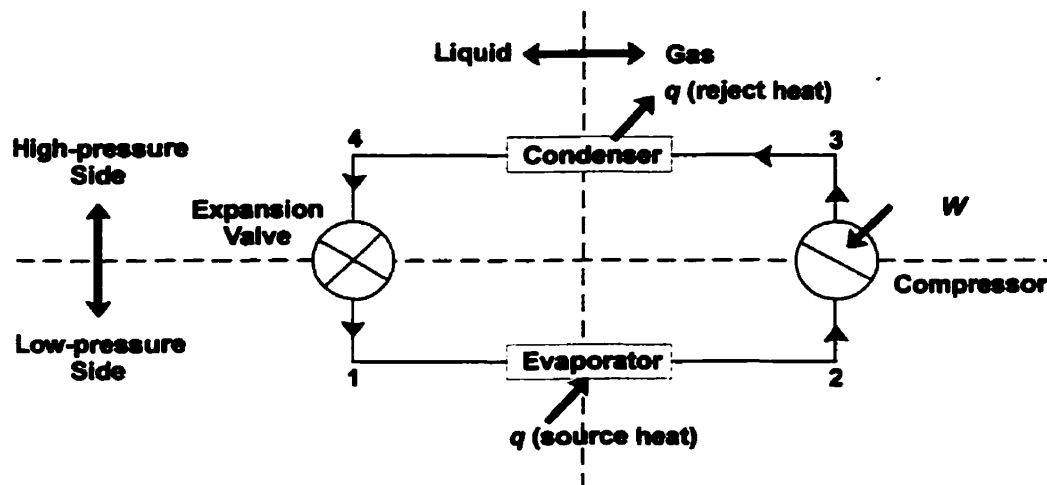 Liquid
Gas
q (reject heat)
4
3
High-pressure
Side
Condenser
Expansion
Valve
W
Compressor
Low-pressure
Side
Evaporator
1
2
q (source heat)